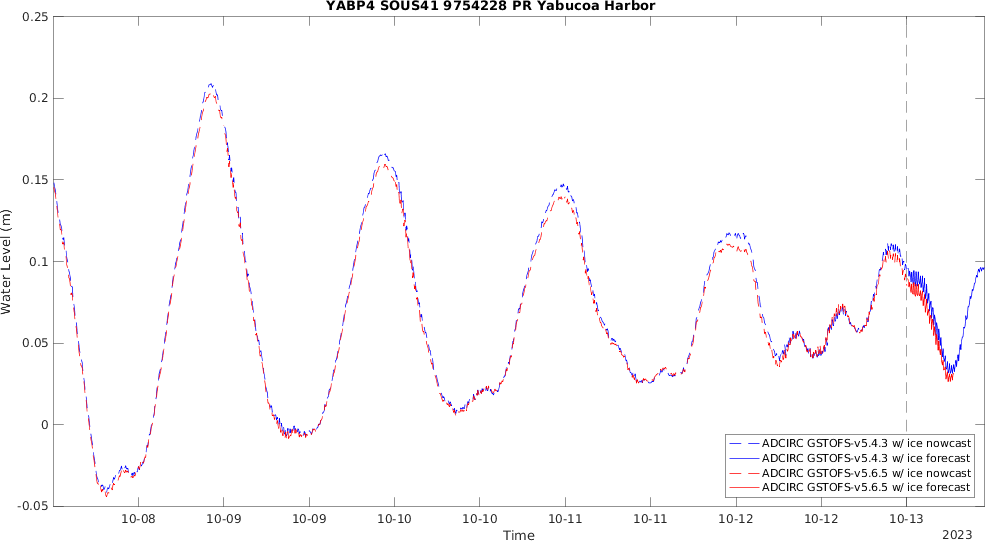 YABP4 SOUS41 9754228 PR Yabucoa Harbor
0.25
0.2
0.15
0.1
0.05
0
-0.05
Water Level (m)
10-08
10-09
10-09
10-10
10-10
10-11
10-11
10-12
10-12
10-13
Time
2023
ADCIRC GSTOFS-v5.4.3 w/ ice nowcast
ADCIRC GSTOFS-v5.4.3 w/ ice forecast
ADCIRC GSTOFS-v5.6.5 w/ ice nowcast
ADCIRC GSTOFS-v5.6.5 w/ ice forecast